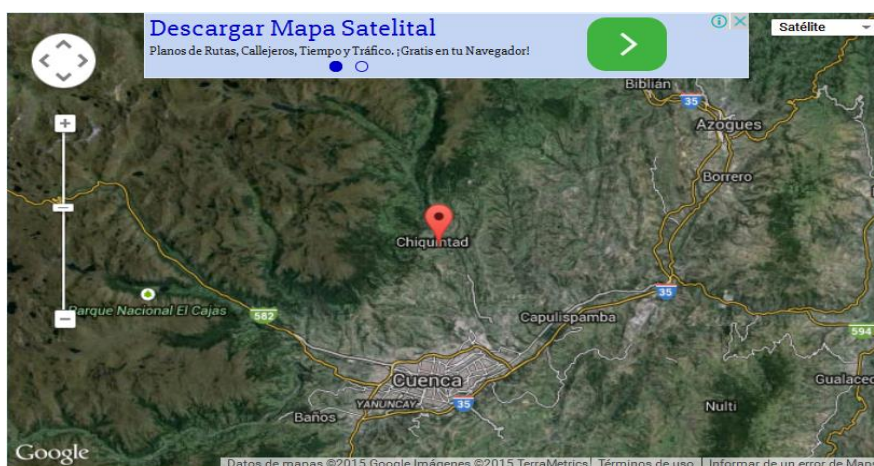 Descargar Mapa Satelital
Planos de Rutas, Callejeros, Tiempo y Tráfico. ¡Gratis en tu Navegador!
Satélite
Biblián
35
Azogues
Borrero
Chiquintad
35
Parque Nacional El Cajas
582
Capulispamba
594
Cuenca
Gualaceo
YANUNCAY
35
Baños
Nulti
Google
Datos de mapas ©2015 Google Imágenes ©2015 TerraMetrics Términos de uso Informar de un error de Maps